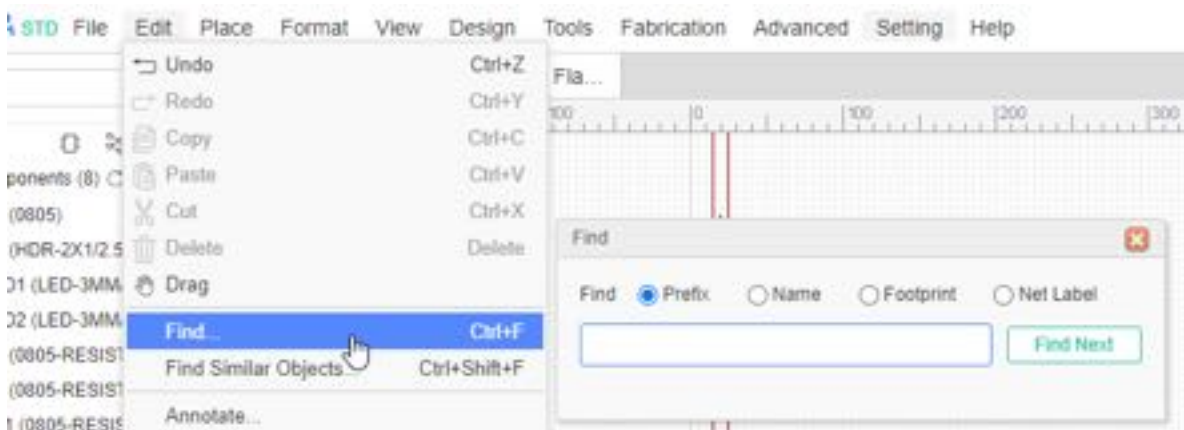 STD File Edit Place Format View Design Tools Fabrication Advanced Setting Help
Undo Ctrl+Z
Fla...
Redo Ctrl+Y
100 0 100 200 300
Copy Ctrl+C
ponents (8)
Paste Ctrl+V
(0805)
Cut Ctrl+X
(HDR-2X1/2.5
Delete Delete
Find
D1 (LED-3MM
Drag
Find Prefix Name Footprint Net Label
D2 (LED-3MM
Find... Ctrl+F
Find Next
(0805-RESIST
Find Similar Objects Ctrl+Shift+F
(0805-RESIST
Annotate...
1 (0805-RESIS